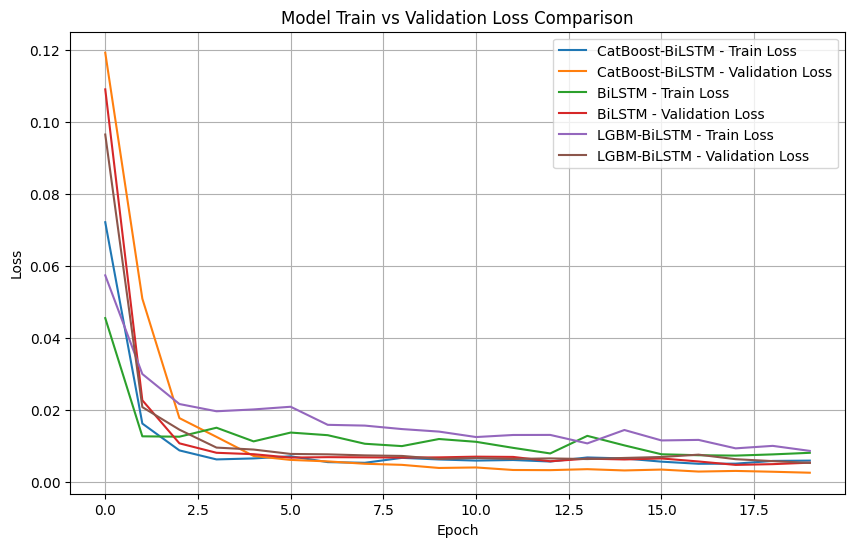 Model Train vs Validation Loss Comparison
CatBoost-BiLSTM - Train Loss
CatBoost-BiLSTM - Validation Loss
BiLSTM - Train Loss
BiLSTM - Validation Loss
LGBM-BiLSTM - Train Loss
LGBM-BiLSTM - Validation Loss
0.12
0.10
0.08
0.06
0.04
0.02
0.00
Loss
0.0 2.5 5.0 7.5 10.0 12.5 15.0 17.5
Epoch